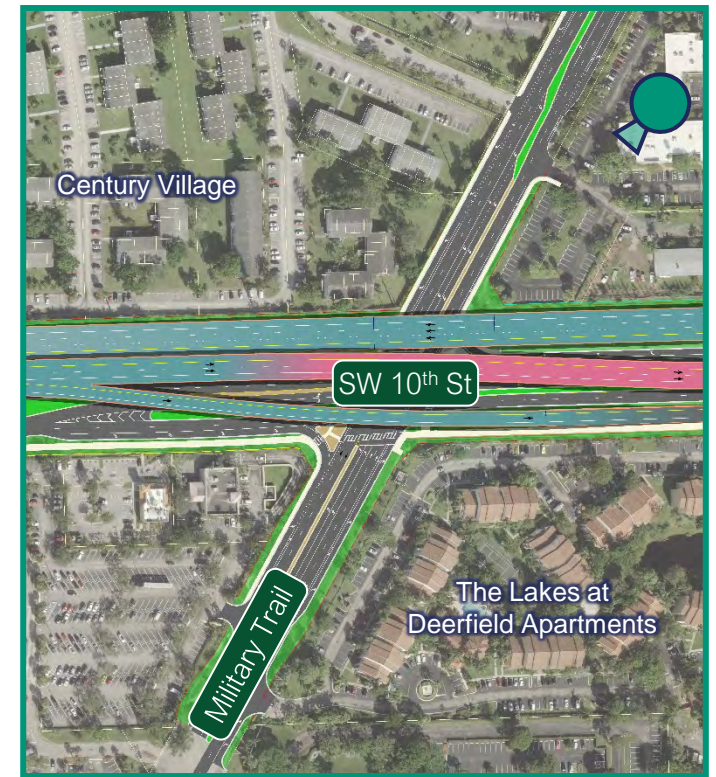 Century Village
SW 10th St
The Lakes at
Deerfield Apartments
Military Trail